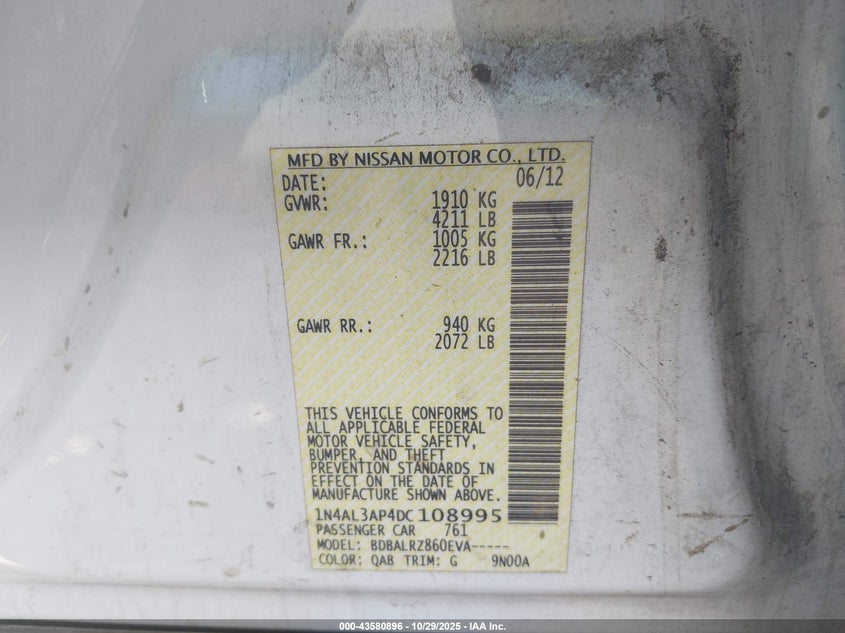 MFD BY NISSAN MOTOR CO., LTD.
DATE: 06/12
GVWR: 1910 KG
4211 LB
GAWR FR.: 1005 KG
2216 LB
GAWR RR.: 940 KG
2072 LB
THIS VEHICLE CONFORMS TO
ALL APPLICABLE FEDERAL
MOTOR VEHICLE SAFETY,
BUMPER, AND THEFT
PREVENTION STANDARDS IN
EFFECT ON THE DATE OF
MANUFACTURE SHOWN ABOVE.
1N4AL3AP4DC108995
PASSENGER CAR 761
MODEL: BDBALRZ860EVA-----
COLOR: QAB TRIM: G 9N00A
000-43580896 - 10/29/2025 - IAA Inc.